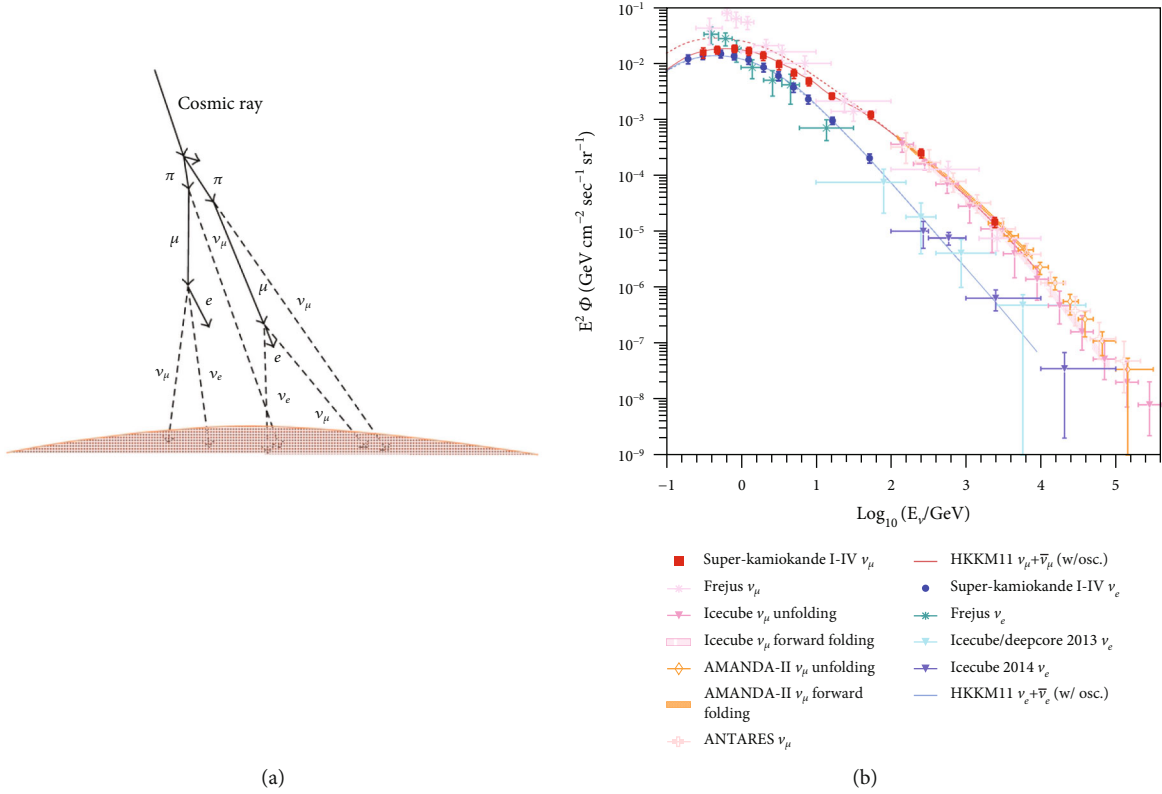 Cosmic ray
π
π
μ
ν_μ
μ
ν_μ
e
e
ν_μ
ν_e
ν_e
ν_μ
(a)
E² Φ (GeV cm⁻² sec⁻¹ sr⁻¹)
10⁻¹
10⁻²
10⁻³
10⁻⁴
10⁻⁵
10⁻⁶
10⁻⁷
10⁻⁸
10⁻⁹
−1 0 1 2 3 4 5
Log₁₀ (E_ν/GeV)
Super-kamiokande I-IV ν_μ
Frejus ν_μ
Icecube ν_μ unfolding
Icecube ν_μ forward folding
AMANDA-II ν_μ unfolding
AMANDA-II ν_μ forward
folding
ANTARES ν_μ
HKKM11 ν_μ+ν̅_μ (w/osc.)
Super-kamiokande I-IV ν_e
Frejus ν_e
Icecube/deepcore 2013 ν_e
Icecube 2014 ν_e
HKKM11 ν_e+ν̅_e (w/ osc.)
(b)